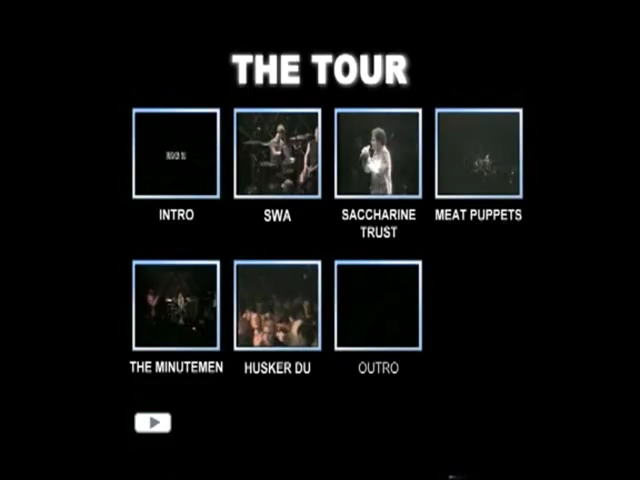 THE TOUR
INTRO
SWA
SACCHARINE
TRUST
MEAT PUPPETS
THE MINUTEMEN
HUSKER DU
OUTRO